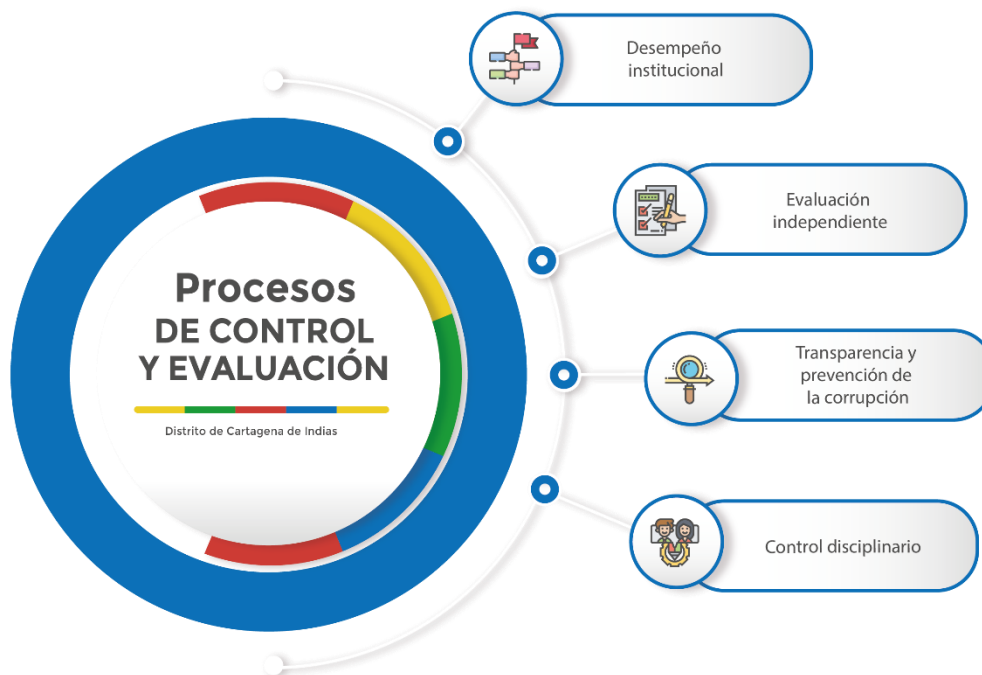 Procesos
DE CONTROL
Y EVALUACIÓN
Distrito de Cartagena de Indias
Desempeño
institucional
Evaluación
independiente
Transparencia y
prevención de
la corrupción
Control disciplinario